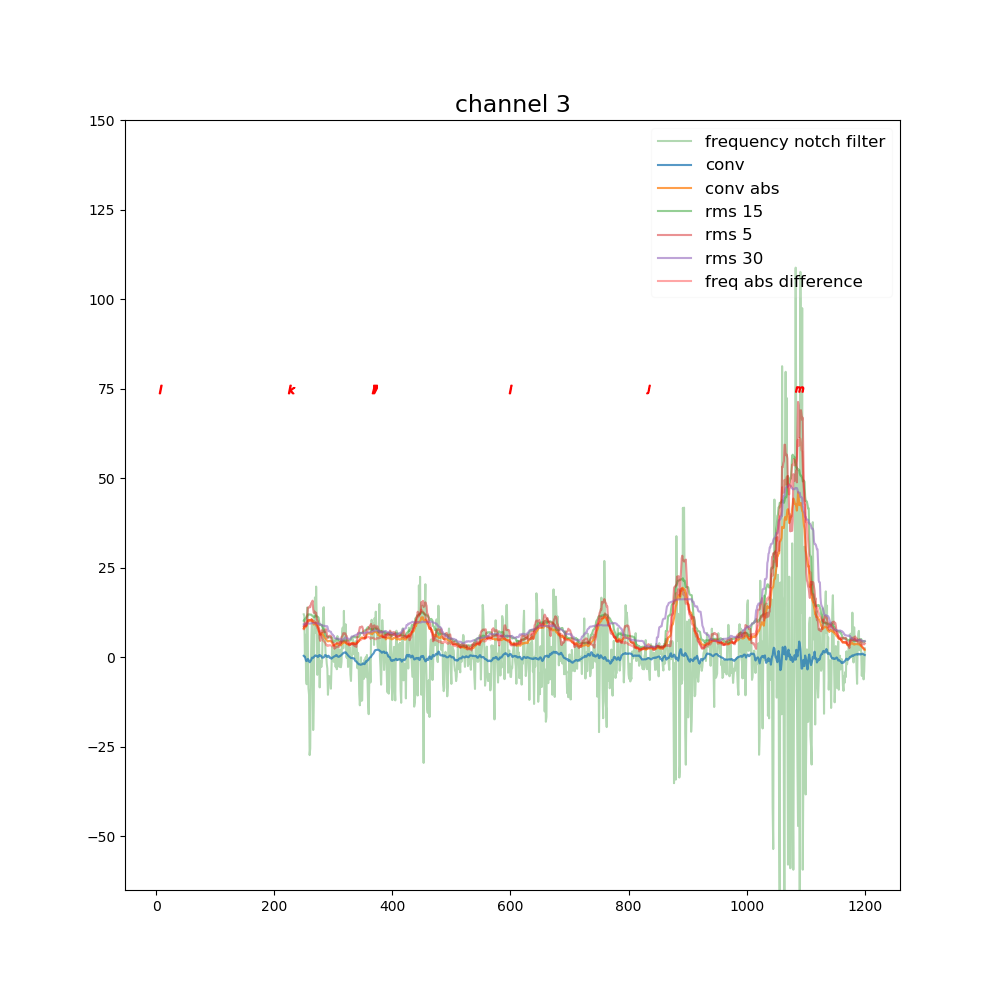 channel 3
150
125
100
75
50
25
0
−25
−50
frequency notch filter
conv
conv abs
rms 15
rms 5
rms 30
freq abs difference
l k l j m
0 200 400 600 800 1000 1200